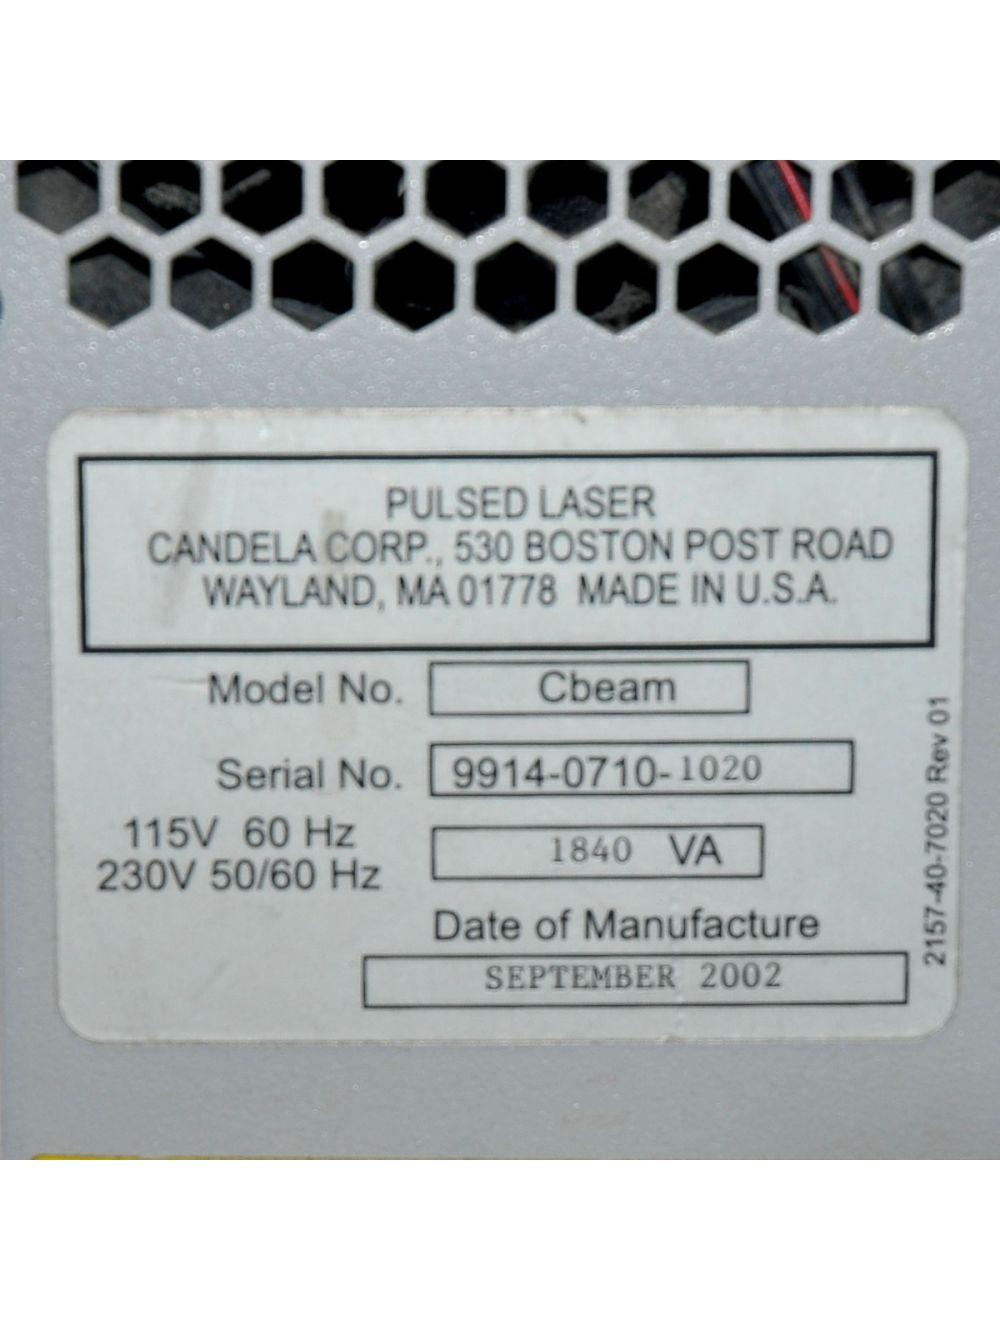 PULSED LASER
CANDELA CORP., 530 BOSTON POST ROAD
WAYLAND, MA 01778 MADE IN U.S.A.
Model No. Cbeam
Serial No. 9914-0710-1020
115V 60 Hz
230V 50/60 Hz
1840 VA
Date of Manufacture
SEPTEMBER 2002
2157-40-7020 Rev 01